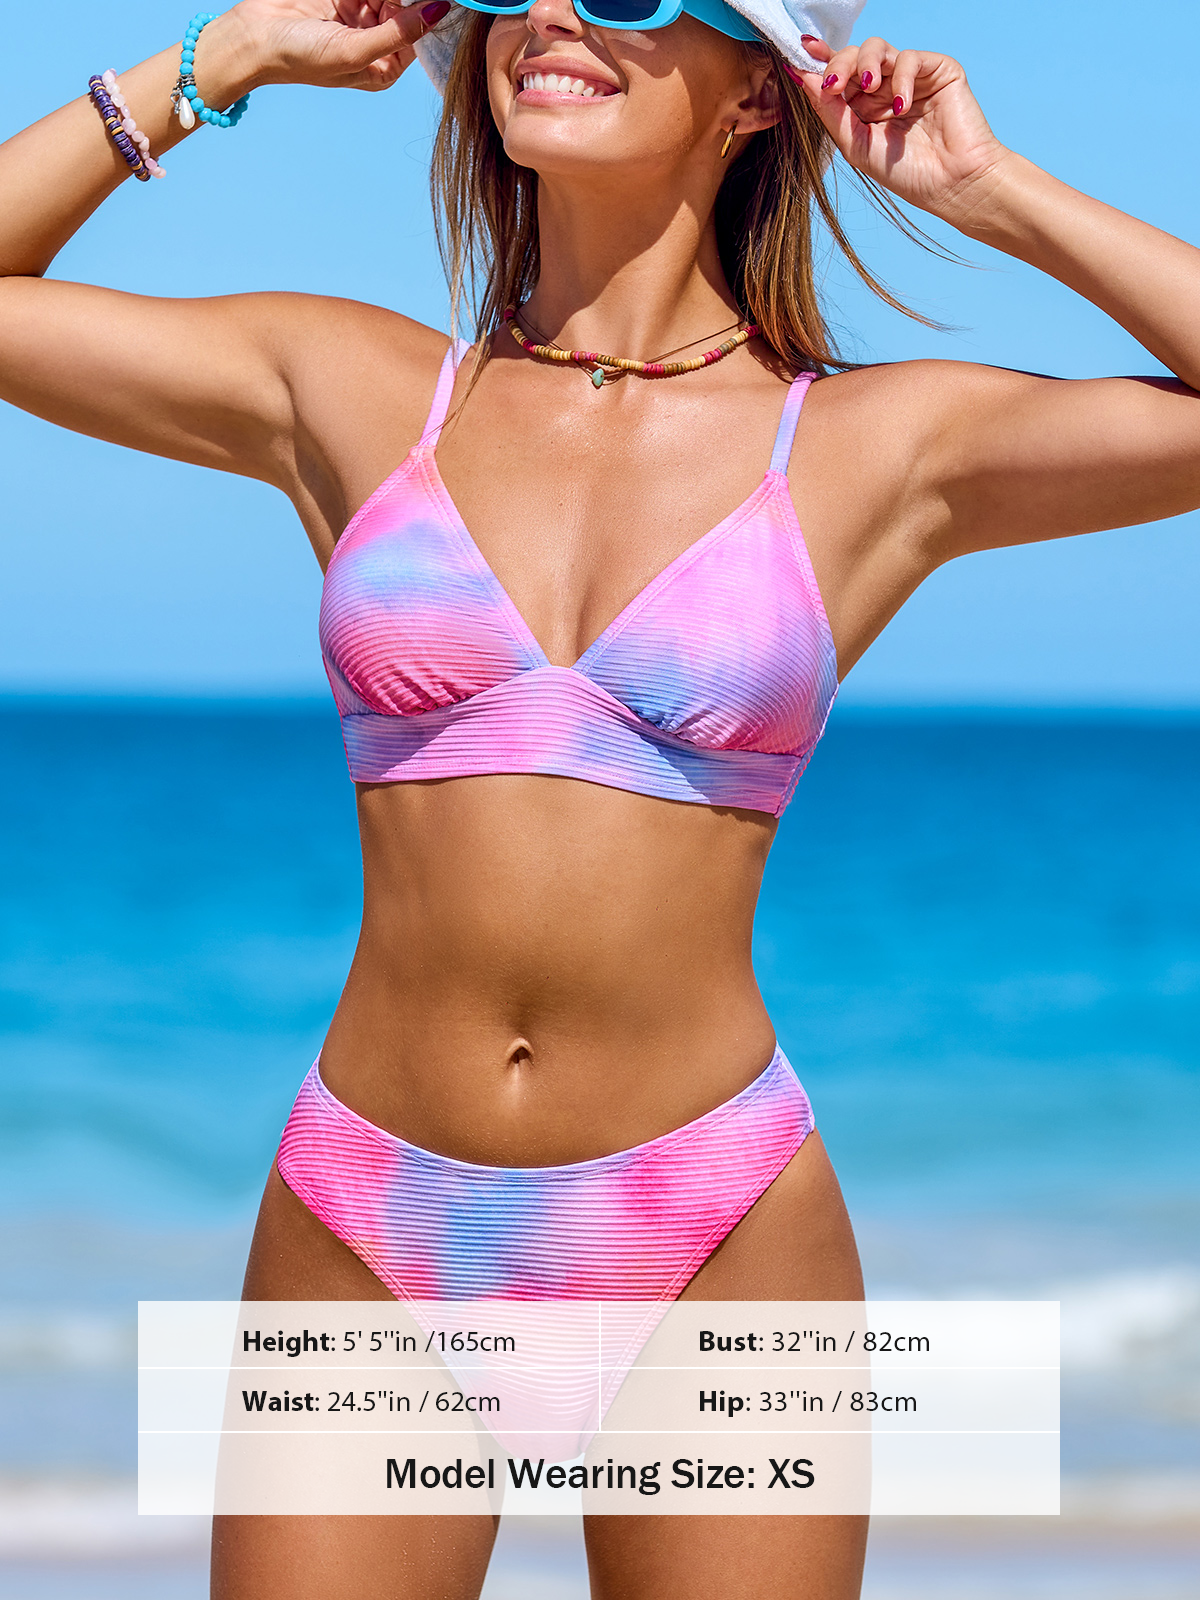 Height: 5' 5''in /165cm
Bust: 32''in / 82cm
Waist: 24.5''in / 62cm
Hip: 33''in / 83cm
Model Wearing Size: XS